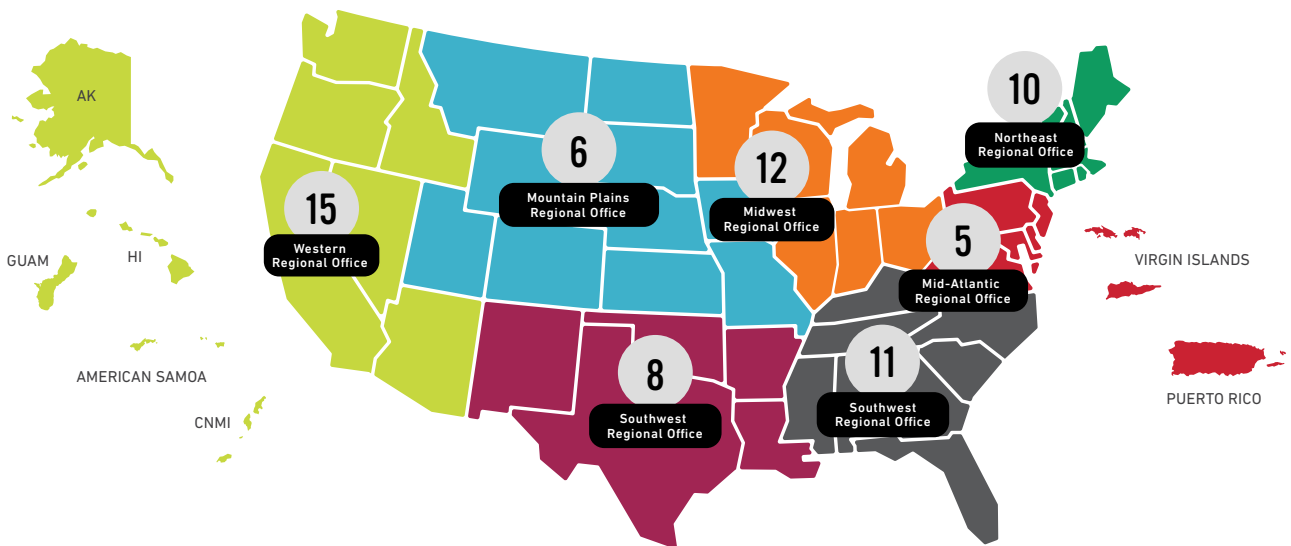 AK
GUAM
HI
AMERICAN SAMOA
CNMI
15
Western
Regional Office
6
Mountain Plains
Regional Office
12
Midwest
Regional Office
10
Northeast
Regional Office
5
Mid-Atlantic
Regional Office
8
Southwest
Regional Office
11
Southwest
Regional Office
VIRGIN ISLANDS
PUERTO RICO